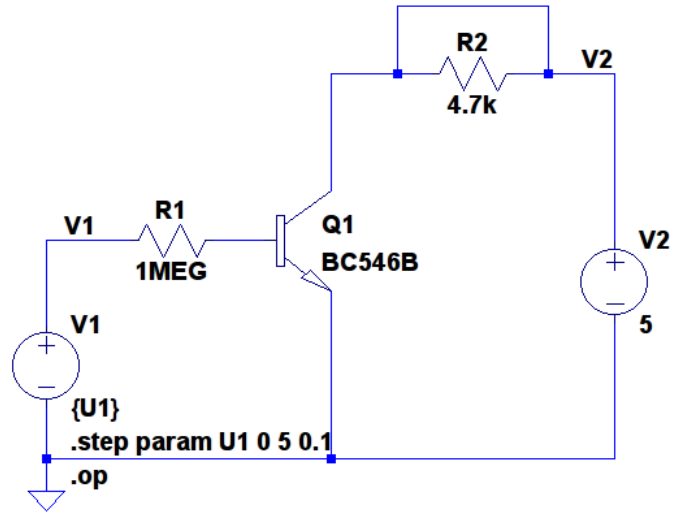 R2
V2
4.7k
V1
R1
1MEG
Q1
BC546B
V2
5
V1
{U1}
.step param U1 0 5 0.1
.op